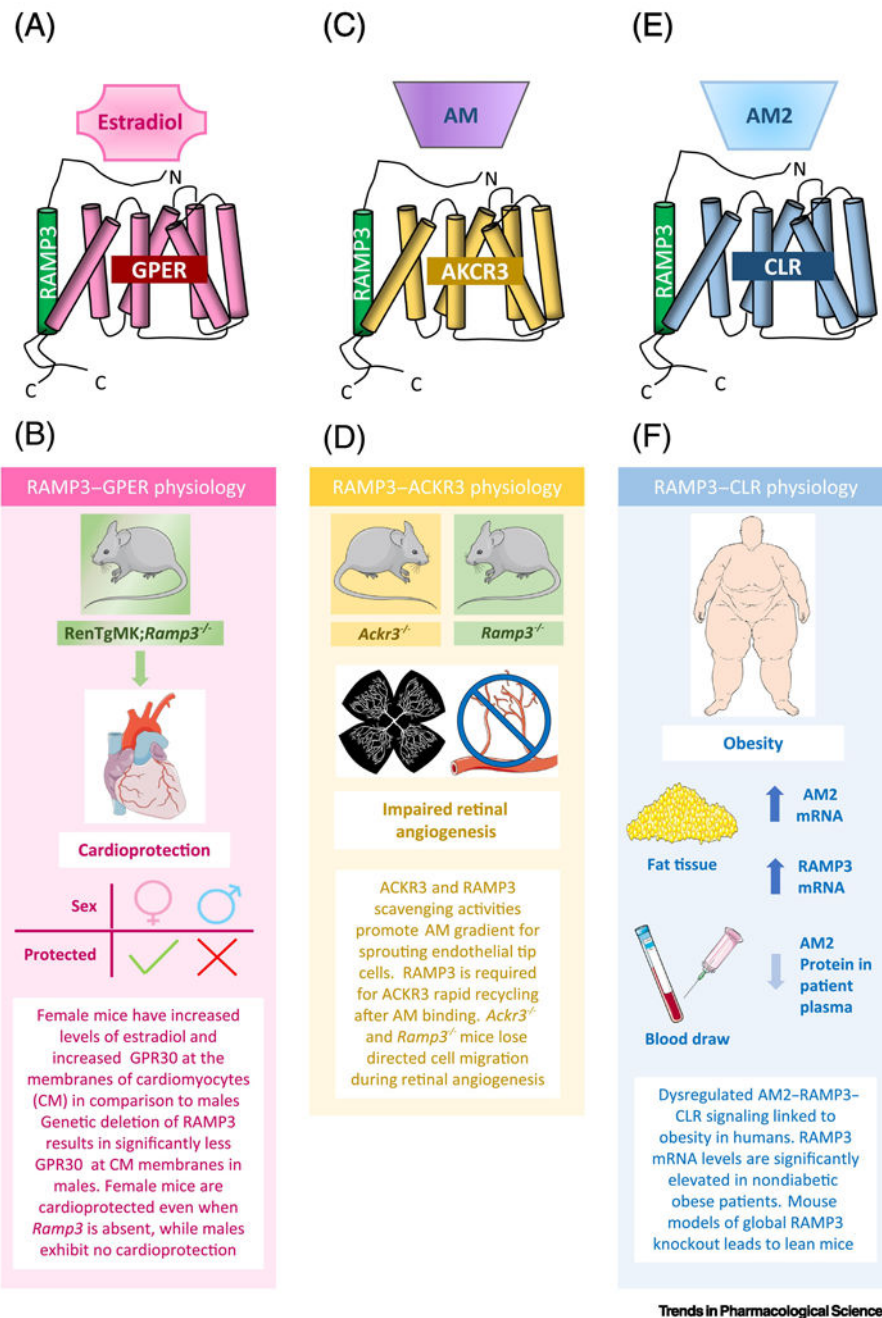 (A)
Estradiol
N
RAMP3
GPER
C
C
(C)
AM
N
RAMP3
AKCR3
C
C
(E)
AM2
N
RAMP3
CLR
C
C
(B)
RAMP3–GPER physiology
RenTgMK;Ramp3-/-
Cardioprotection
Sex
Protected
Female mice have increased
levels of estradiol and
increased GPR30 at the
membranes of cardiomyocytes
(CM) in comparison to males
Genetic deletion of RAMP3
results in significantly less
GPR30 at CM membranes in
males. Female mice are
cardioprotected even when
Ramp3 is absent, while males
exhibit no cardioprotection
(D)
RAMP3–ACKR3 physiology
Ackr3-/-
Ramp3-/-
Impaired retinal
angiogenesis
ACKR3 and RAMP3
scavenging activities
promote AM gradient for
sprouting endothelial tip
cells. RAMP3 is required
for ACKR3 rapid recycling
after AM binding. Ackr3-/-
and Ramp3-/- mice lose
directed cell migration
during retinal angiogenesis
(F)
RAMP3–CLR physiology
Obesity
Fat tissue
AM2
mRNA
RAMP3
mRNA
Blood draw
AM2
Protein in
patient
plasma
Dysregulated AM2–RAMP3–
CLR signaling linked to
obesity in humans. RAMP3
mRNA levels are significantly
elevated in nondiabetic
obese patients. Mouse
models of global RAMP3
knockout leads to lean mice
Trends in Pharmacological Science